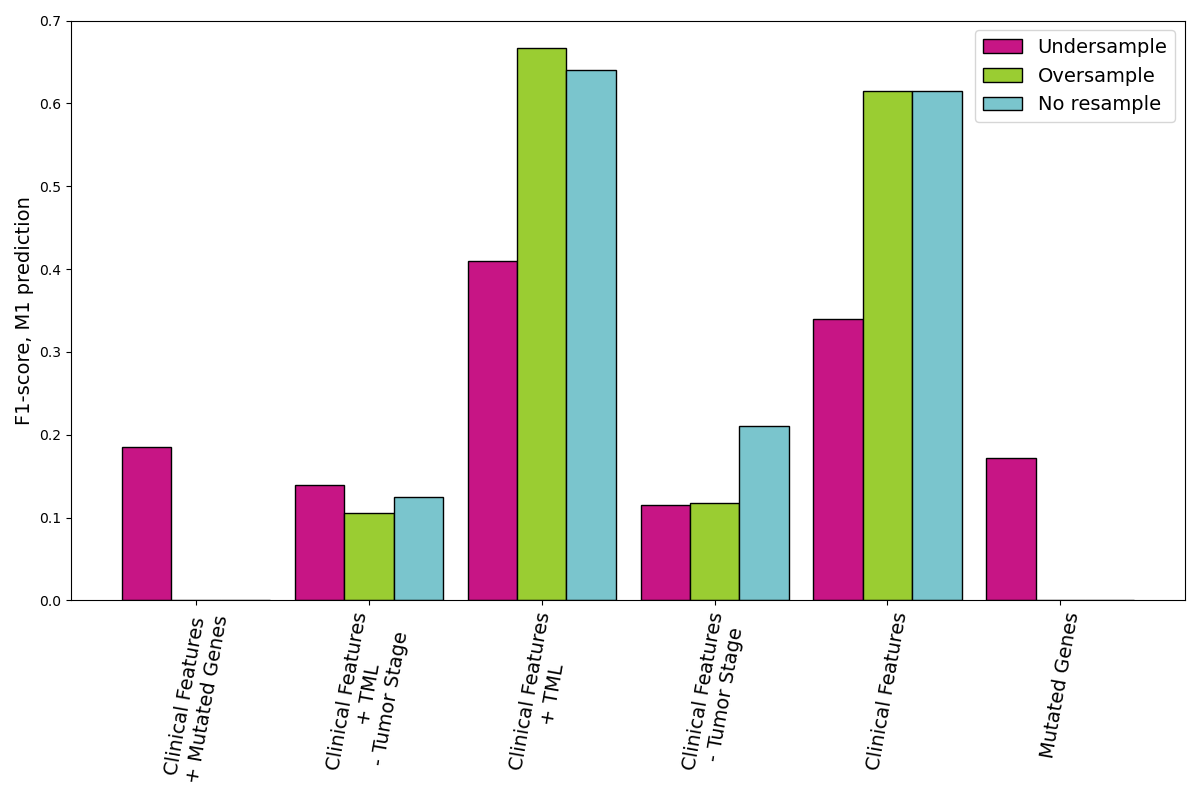 0.7
0.6
0.5
0.4
0.3
0.2
0.1
0.0
F1-score, M1 prediction
Undersample
Oversample
No resample
Clinical Features
+ Mutated Genes
Clinical Features
+ TML
- Tumor Stage
Clinical Features
+ TML
Clinical Features
- Tumor Stage
Clinical Features
Mutated Genes